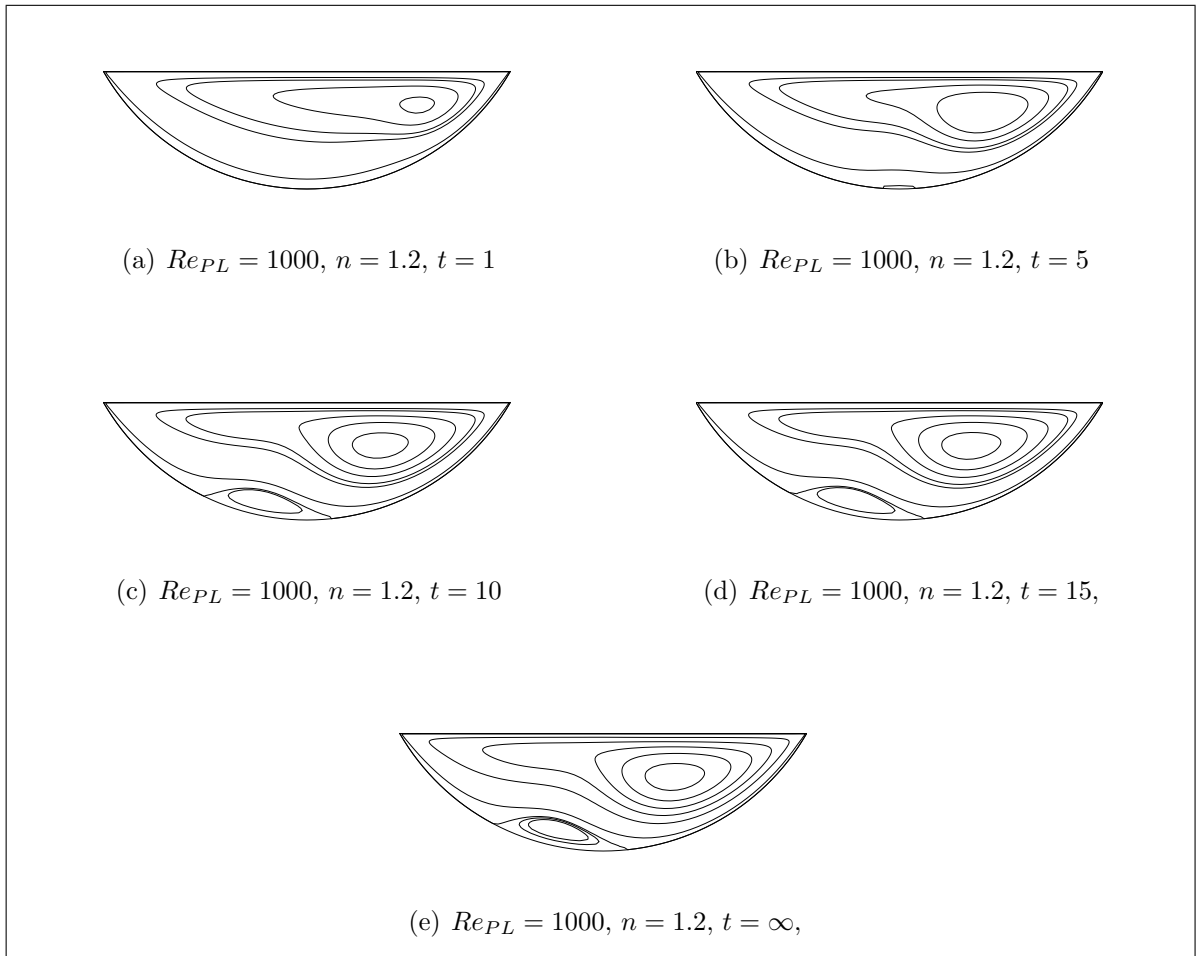 (a) $Re_{PL} = 1000, n = 1.2, t = 1$
(b) $Re_{PL} = 1000, n = 1.2, t = 5$
(c) $Re_{PL} = 1000, n = 1.2, t = 10$
(d) $Re_{PL} = 1000, n = 1.2, t = 15,$
(e) $Re_{PL} = 1000, n = 1.2, t = \infty,$